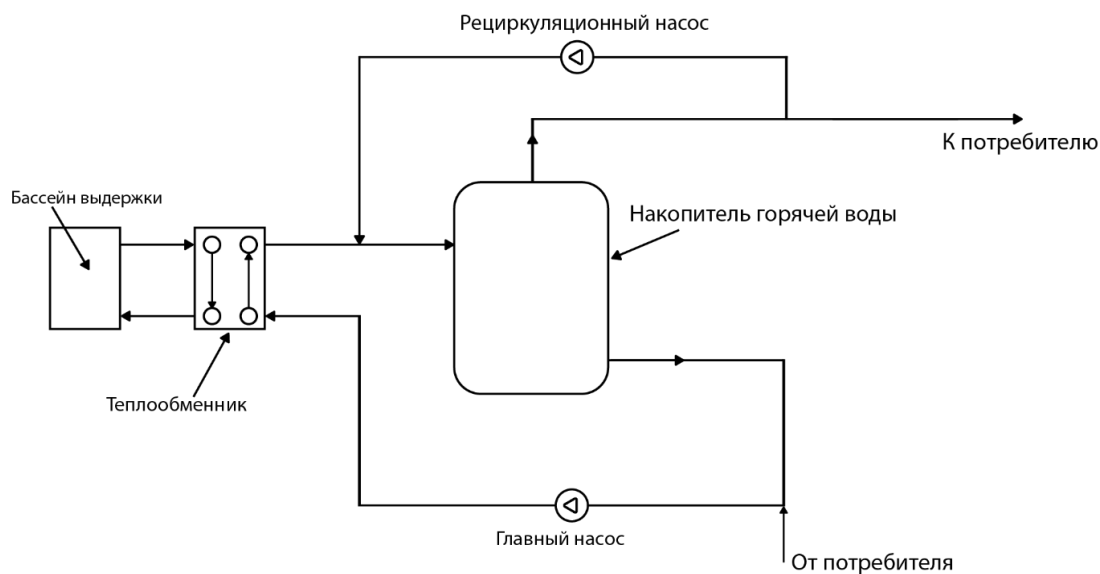 Рециркуляционный насос
К потребителю
Бассейн выдержки
Накопитель горячей воды
Теплообменник
Главный насос
От потребителя